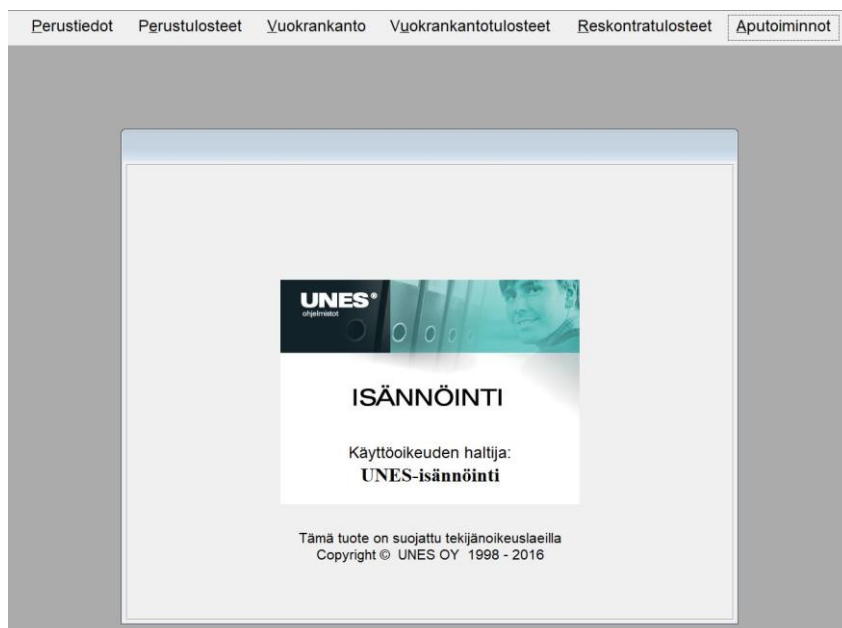 Perustiedot Perustulosteet Vuokrankanto Vuokrankantotulosteet Reskontratulosteet Aputoiminnot
UNES®
ohjelmistot
ISÄNNÖINTI
Käyttöoikeuden haltija:
UNES-isännöinti
Tämä tuote on suojattu tekijänoikeuslaeilla
Copyright © UNES OY 1998 - 2016